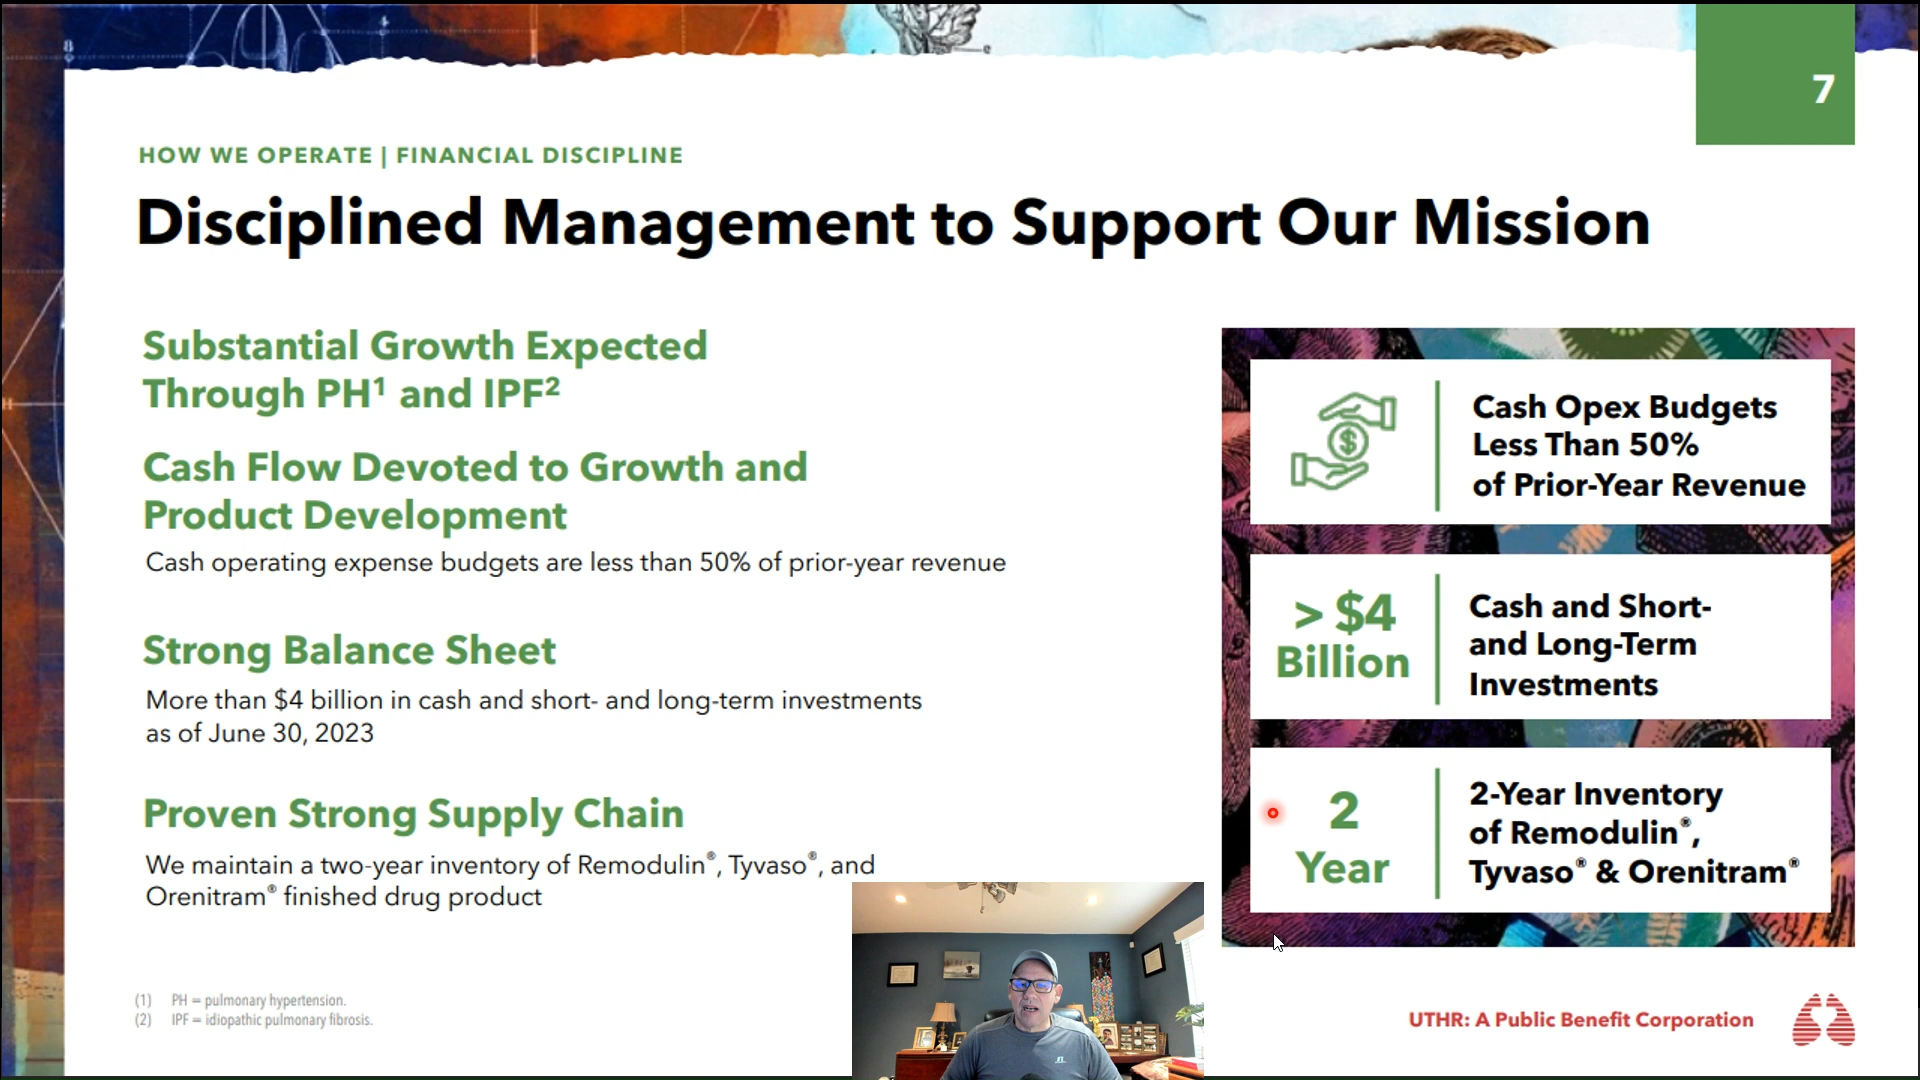 7
HOW WE OPERATE | FINANCIAL DISCIPLINE
Disciplined Management to Support Our Mission
Substantial Growth Expected
Through PH¹ and IPF²
Cash Flow Devoted to Growth and
Product Development
Cash operating expense budgets are less than 50% of prior-year revenue
Strong Balance Sheet
More than $4 billion in cash and short- and long-term investments
as of June 30, 2023
Proven Strong Supply Chain
We maintain a two-year inventory of Remodulin®, Tyvaso®, and
Orenitram® finished drug product
$
Cash Opex Budgets
Less Than 50%
of Prior-Year Revenue
> $4
Billion
Cash and Short-
and Long-Term
Investments
2
Year
2-Year Inventory
of Remodulin®,
Tyvaso® & Orenitram®
(1) PH = pulmonary hypertension.
(2) IPF = idiopathic pulmonary fibrosis.
UTHR: A Public Benefit Corporation